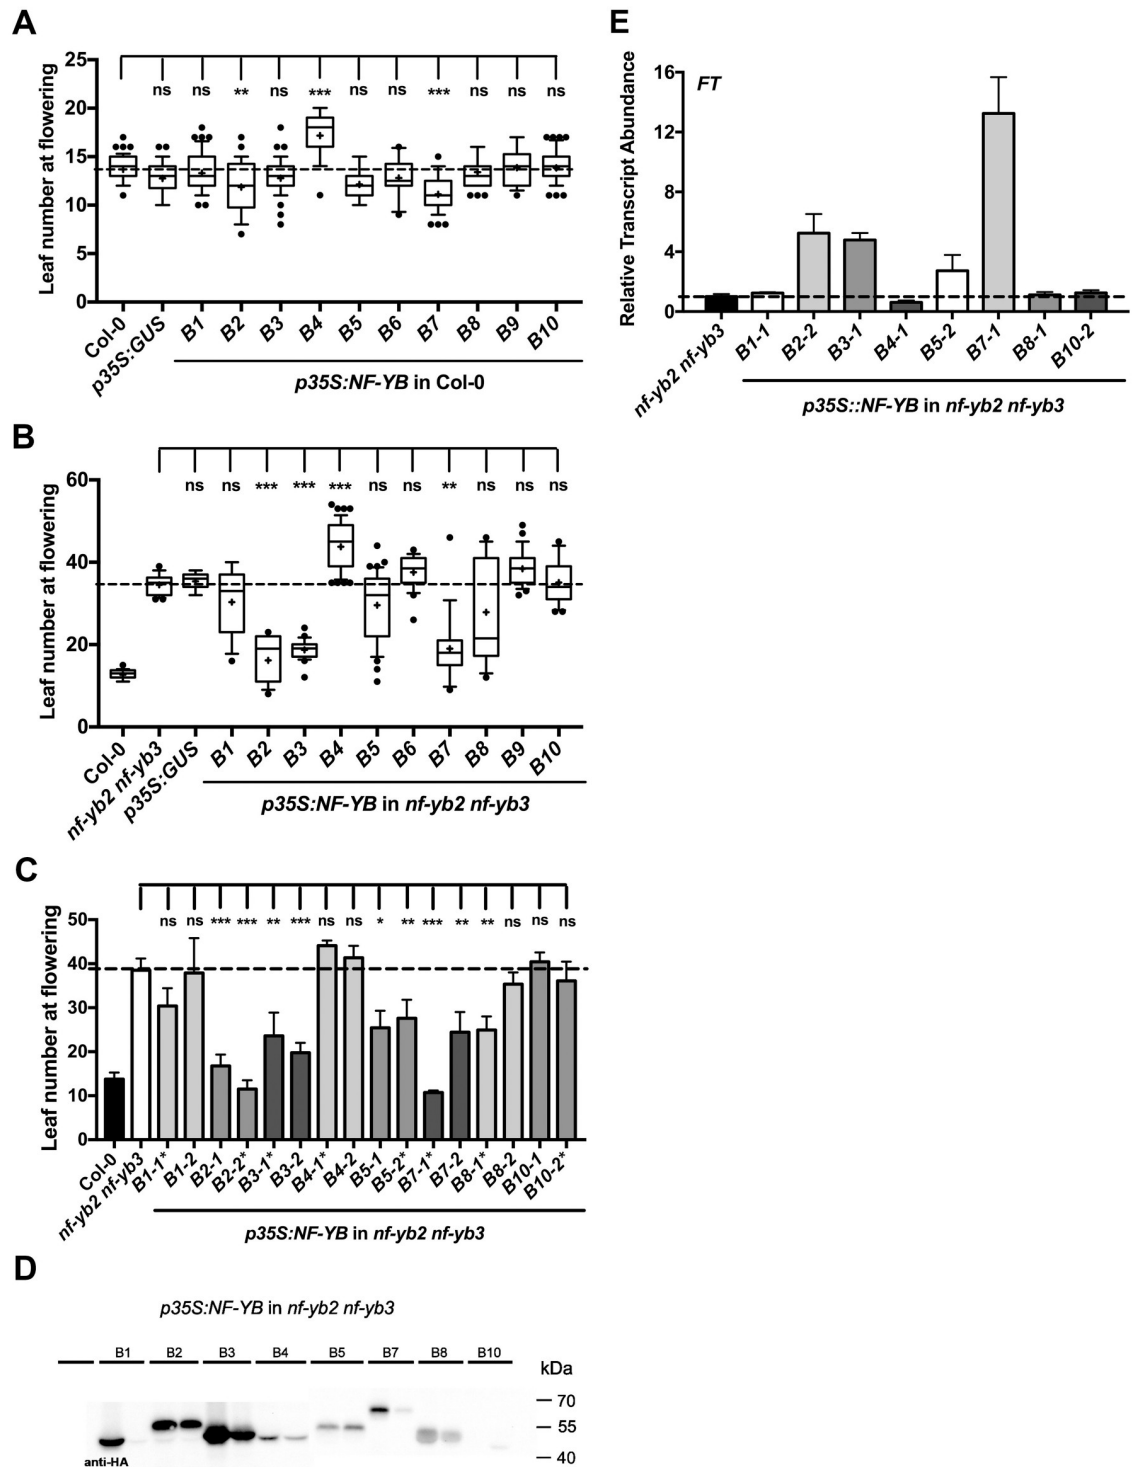 A
25
20
15
10
5
0
Leaf number at flowering
ns ns ** ns *** ns ns *** ns ns ns
Col-0 p35S:GUS B1 B2 B3 B4 B5 B6 B7 B8 B9 B10
p35S:NF-YB in Col-0
B
60
40
20
0
Leaf number at flowering
ns ns *** *** *** ns ns ** ns ns ns
Col-0 nf-yb2 nf-yb3 p35S:GUS B1 B2 B3 B4 B5 B6 B7 B8 B9 B10
p35S:NF-YB in nf-yb2 nf-yb3
C
50
40
30
20
10
0
Leaf number at flowering
ns ns *** *** ** *** ns ns * ** *** ** ** ns ns ns
Col-0 nf-yb2 nf-yb3 B1-1* B1-2 B2-1 B2-2* B3-1* B3-2 B4-1* B4-2 B5-1 B5-2* B7-1* B7-2 B8-1* B8-2 B10-1 B10-2*
p35S:NF-YB in nf-yb2 nf-yb3
D
p35S:NF-YB in nf-yb2 nf-yb3
B1 B2 B3 B4 B5 B7 B8 B10
kDa
70
55
40
anti-HA
E
16
12
8
4
0
Relative Transcript Abundance
FT
nf-yb2 nf-yb3 B1-1 B2-2 B3-1 B4-1 B5-2 B7-1 B8-1 B10-2
p35S::NF-YB in nf-yb2 nf-yb3